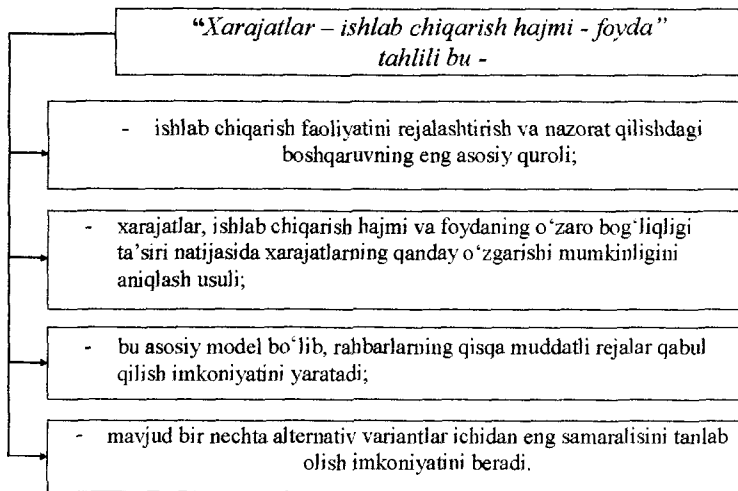 “Xarajatlar – ishlab chiqarish hajmi - foyda”
tahlili bu -
- ishlab chiqarish faoliyatini rejalashtirish va nazorat qilishdagi
boshqaruvning eng asosiy quroli;
- xarajatlar, ishlab chiqarish hajmi va foydaning o‘zaro bog‘liqligi
ta’siri natijasida xarajatlarning qanday o‘zgarishi mumkinligini
aniqlash usuli;
- bu asosiy model bo‘lib, rahbarlarning qisqa muddatli rejalar qabul
qilish imkoniyatini yaratadi;
- mavjud bir nechta alternativ variantlar ichidan eng samaralisini tanlab
olish imkoniyatini beradi.